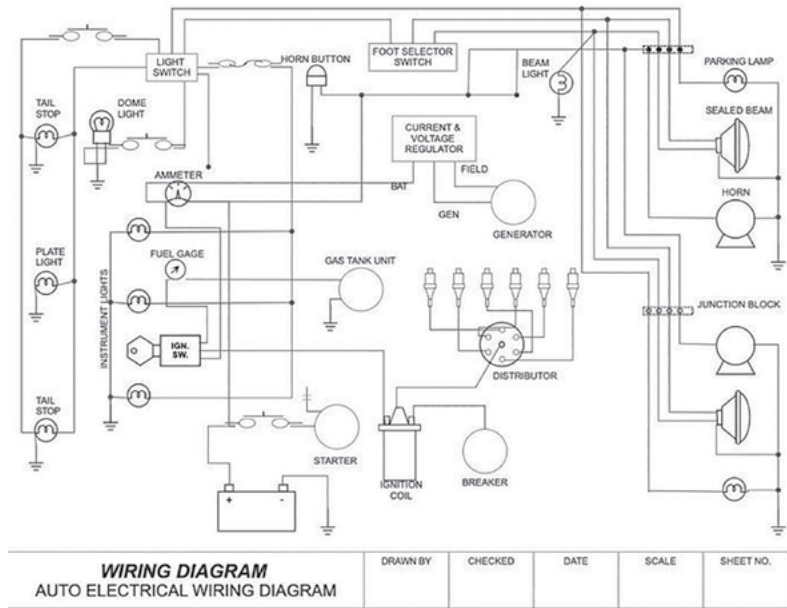 LIGHT
SWITCH
HORN BUTTON
FOOT SELECTOR
SWITCH
BEAM
LIGHT
PARKING LAMP
TAIL
STOP
DOME
LIGHT
SEALED BEAM
CURRENT &
VOLTAGE
REGULATOR
FIELD
AMMETER
BAT
GEN
GENERATOR
HORN
PLATE
LIGHT
FUEL GAGE
GAS TANK UNIT
INSTRUMENT LIGHTS
JUNCTION BLOCK
IGN.
SW.
DISTRIBUTOR
TAIL
STOP
STARTER
IGNITION
COIL
BREAKER
+
-
WIRING DIAGRAM
AUTO ELECTRICAL WIRING DIAGRAM
DRAWN BY
CHECKED
DATE
SCALE
SHEET NO.